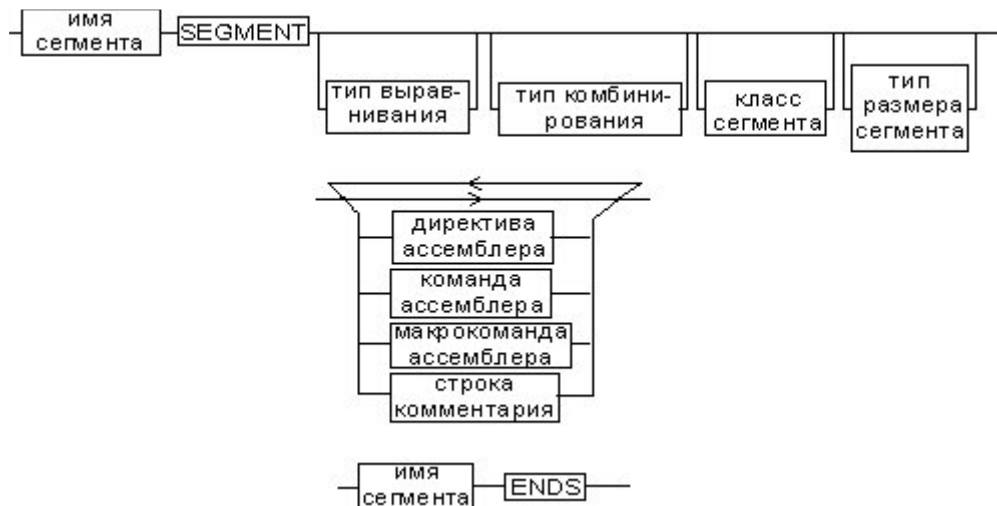 имя
сегмента
SEGMENT
тип вырав-
нивания
тип комбини-
рования
класс
сегмента
тип
размера
сегмента
директива
ассемблера
команда
ассемблера
макрокоманда
ассемблера
строка
комментария
имя
сегмента
ENDS